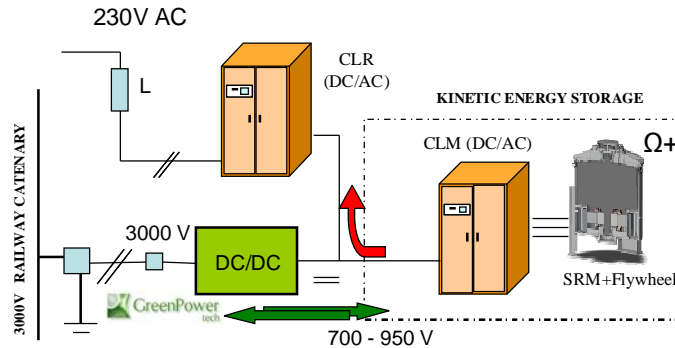 230V AC
CLR
(DC/AC)
L
KINETIC ENERGY STORAGE
CLM (DC/AC)
Ω+
3000V RAILWAY CATENARY
3000 V
DC/DC
SRM+Flywheel
GreenPower
tech
700 - 950 V